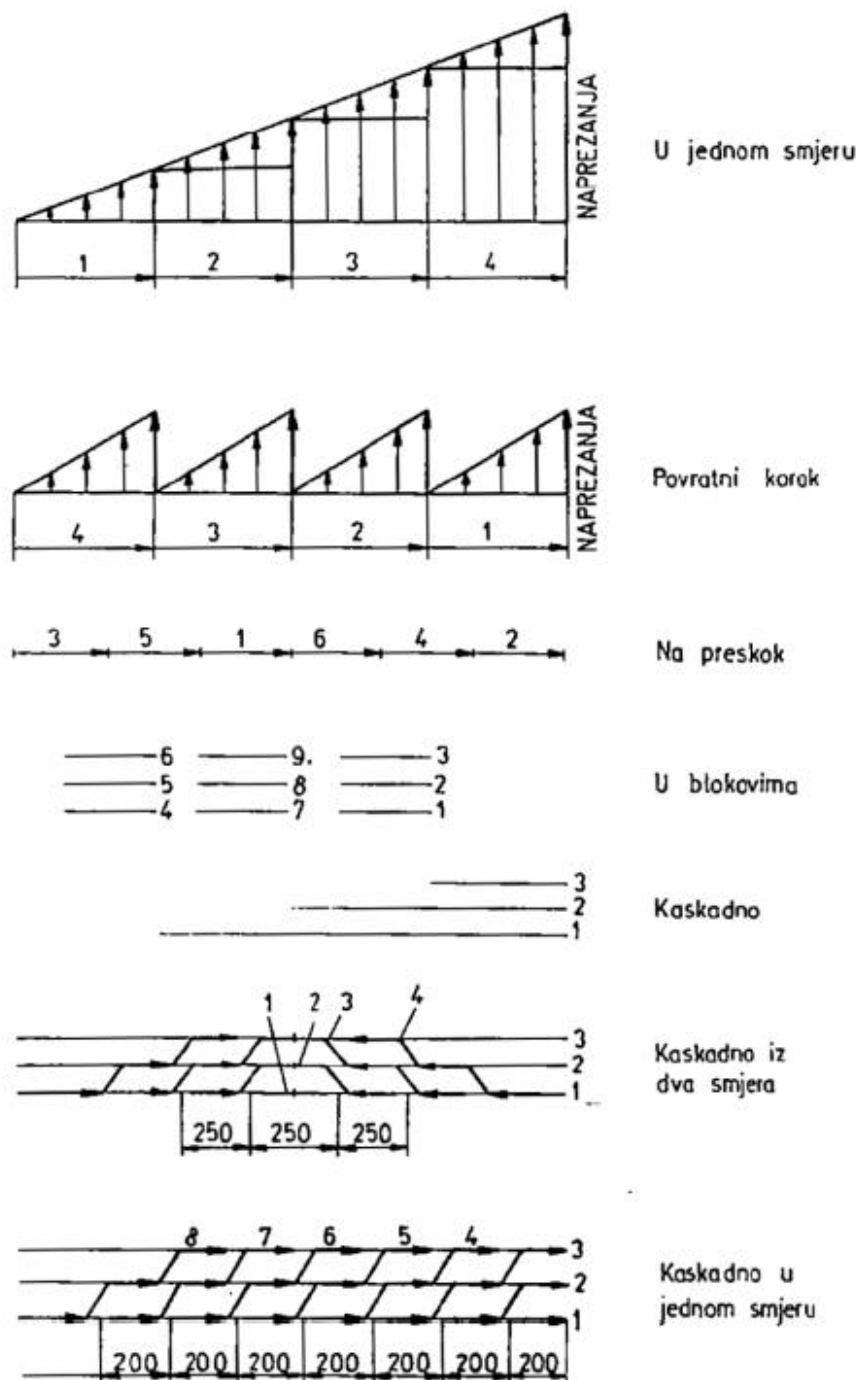 NAPREZANJA
U jednom smjeru
1 2 3 4
NAPREZANJA
Povratni korak
4 3 2 1
3 5 1 6 4 2
Na preskok
6 9. 3
5 8 2
4 7 1
U blokovima
3
2
1
Kaskadno
1 2 3 4
3
2
1
Kaskadno iz
dva smjera
250 250 250
8 7 6 5 4
3
2
1
Kaskadno u
jednom smjeru
200 200 200 200 200 200 200